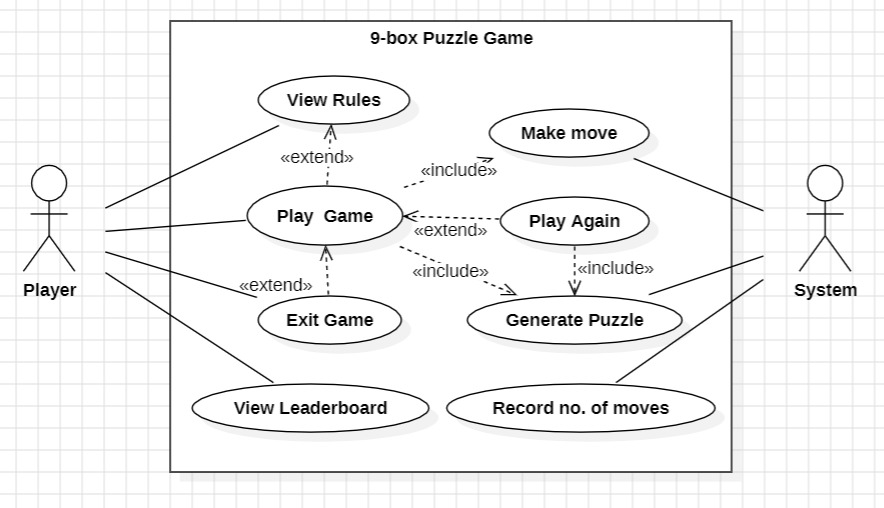 9-box Puzzle Game
View Rules
Make move
«extend»
«include»
Play Game
Play Again
«extend»
«include»
«include»
«extend»
Exit Game
Generate Puzzle
Player
System
View Leaderboard
Record no. of moves